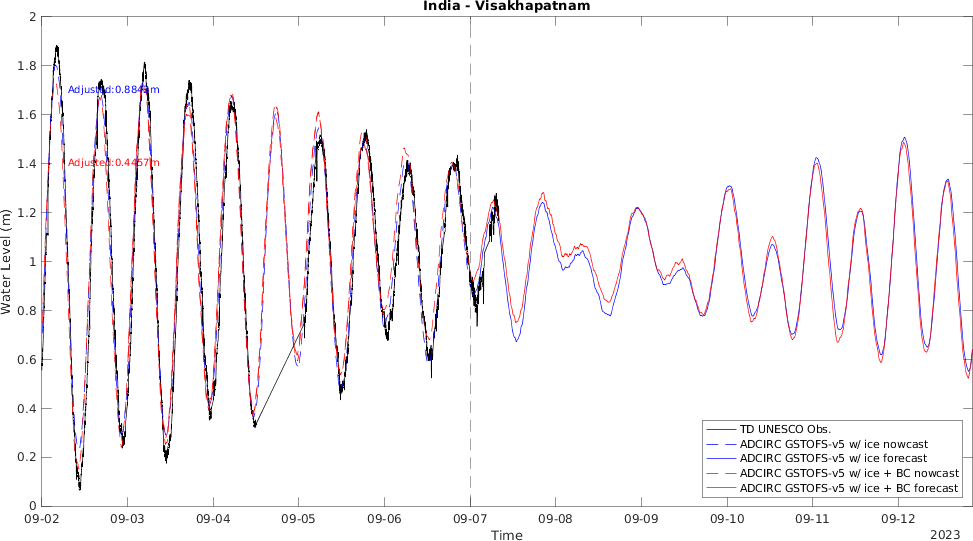 India - Visakhapatnam
2
1.8
1.6
1.4
1.2
1
0.8
0.6
0.4
0.2
0
Water Level (m)
Adjusted:0.4457m
TD UNESCO Obs.
ADCIRC GSTOFS-v5 w/ ice nowcast
ADCIRC GSTOFS-v5 w/ ice forecast
ADCIRC GSTOFS-v5 w/ ice + BC nowcast
ADCIRC GSTOFS-v5 w/ ice + BC forecast
09-02 09-03 09-04 09-05 09-06 09-07 09-08 09-09 09-10 09-11 09-12
Time
2023